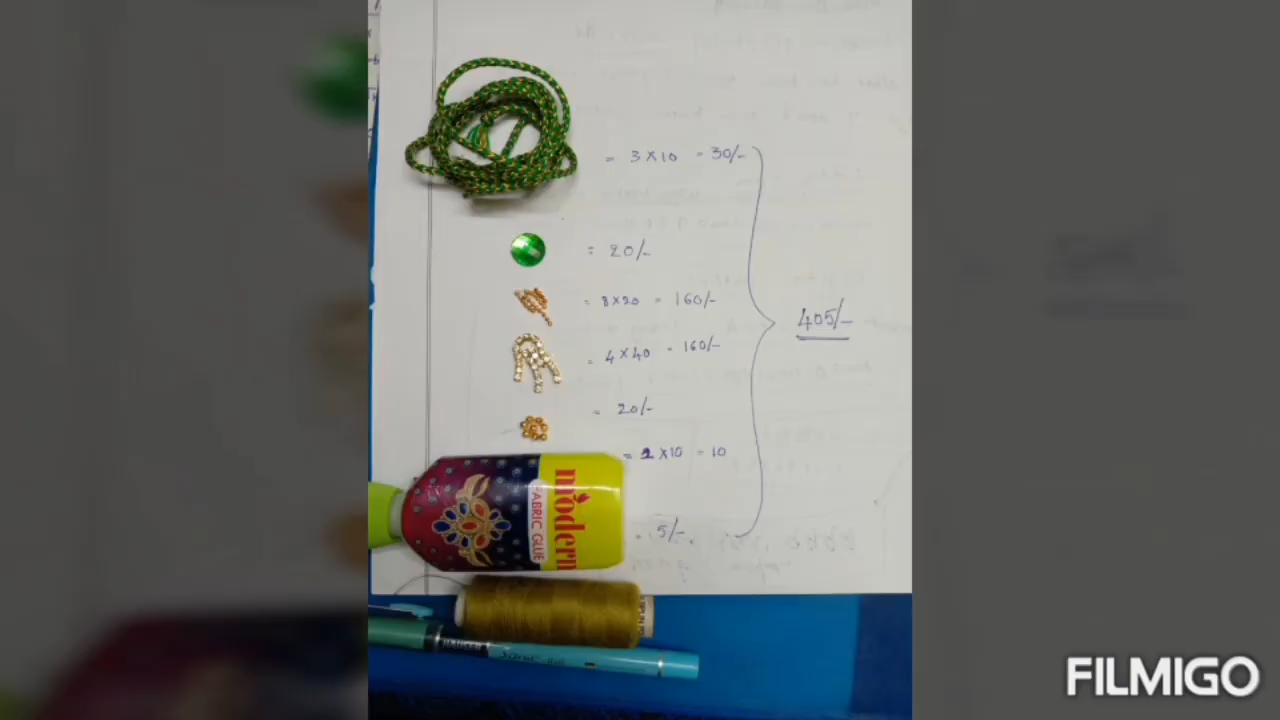 = 3 X 10 = 30/-
= 20/-
= 8 X 20 = 160/-
= 4 X 40 = 160/-
405/-
= 20/-
= 1 X 10 = 10
modern
FABRIC GLUE
= 5/-
FILMIGO